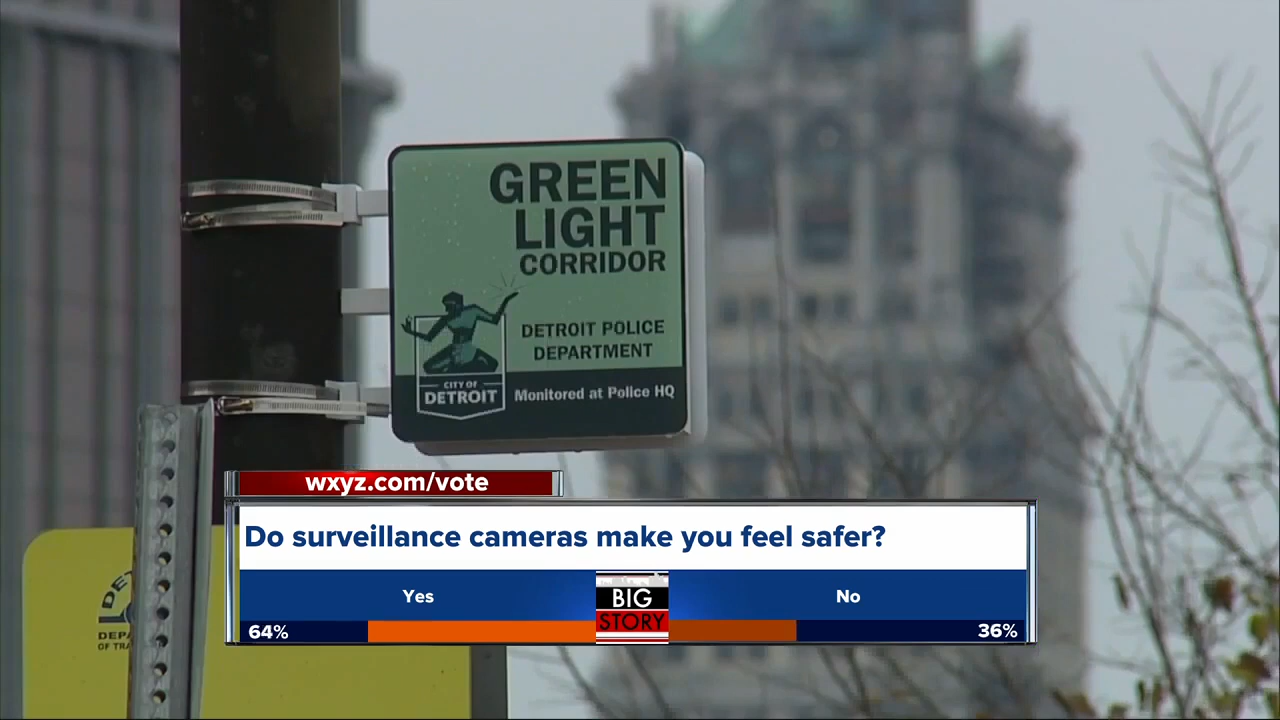 GREEN
LIGHT
CORRIDOR
DETROIT POLICE
DEPARTMENT
CITY OF
DETROIT
Monitored at Police HQ
wxyz.com/vote
Do surveillance cameras make you feel safer?
Yes
BIG
STORY
No
64%
36%